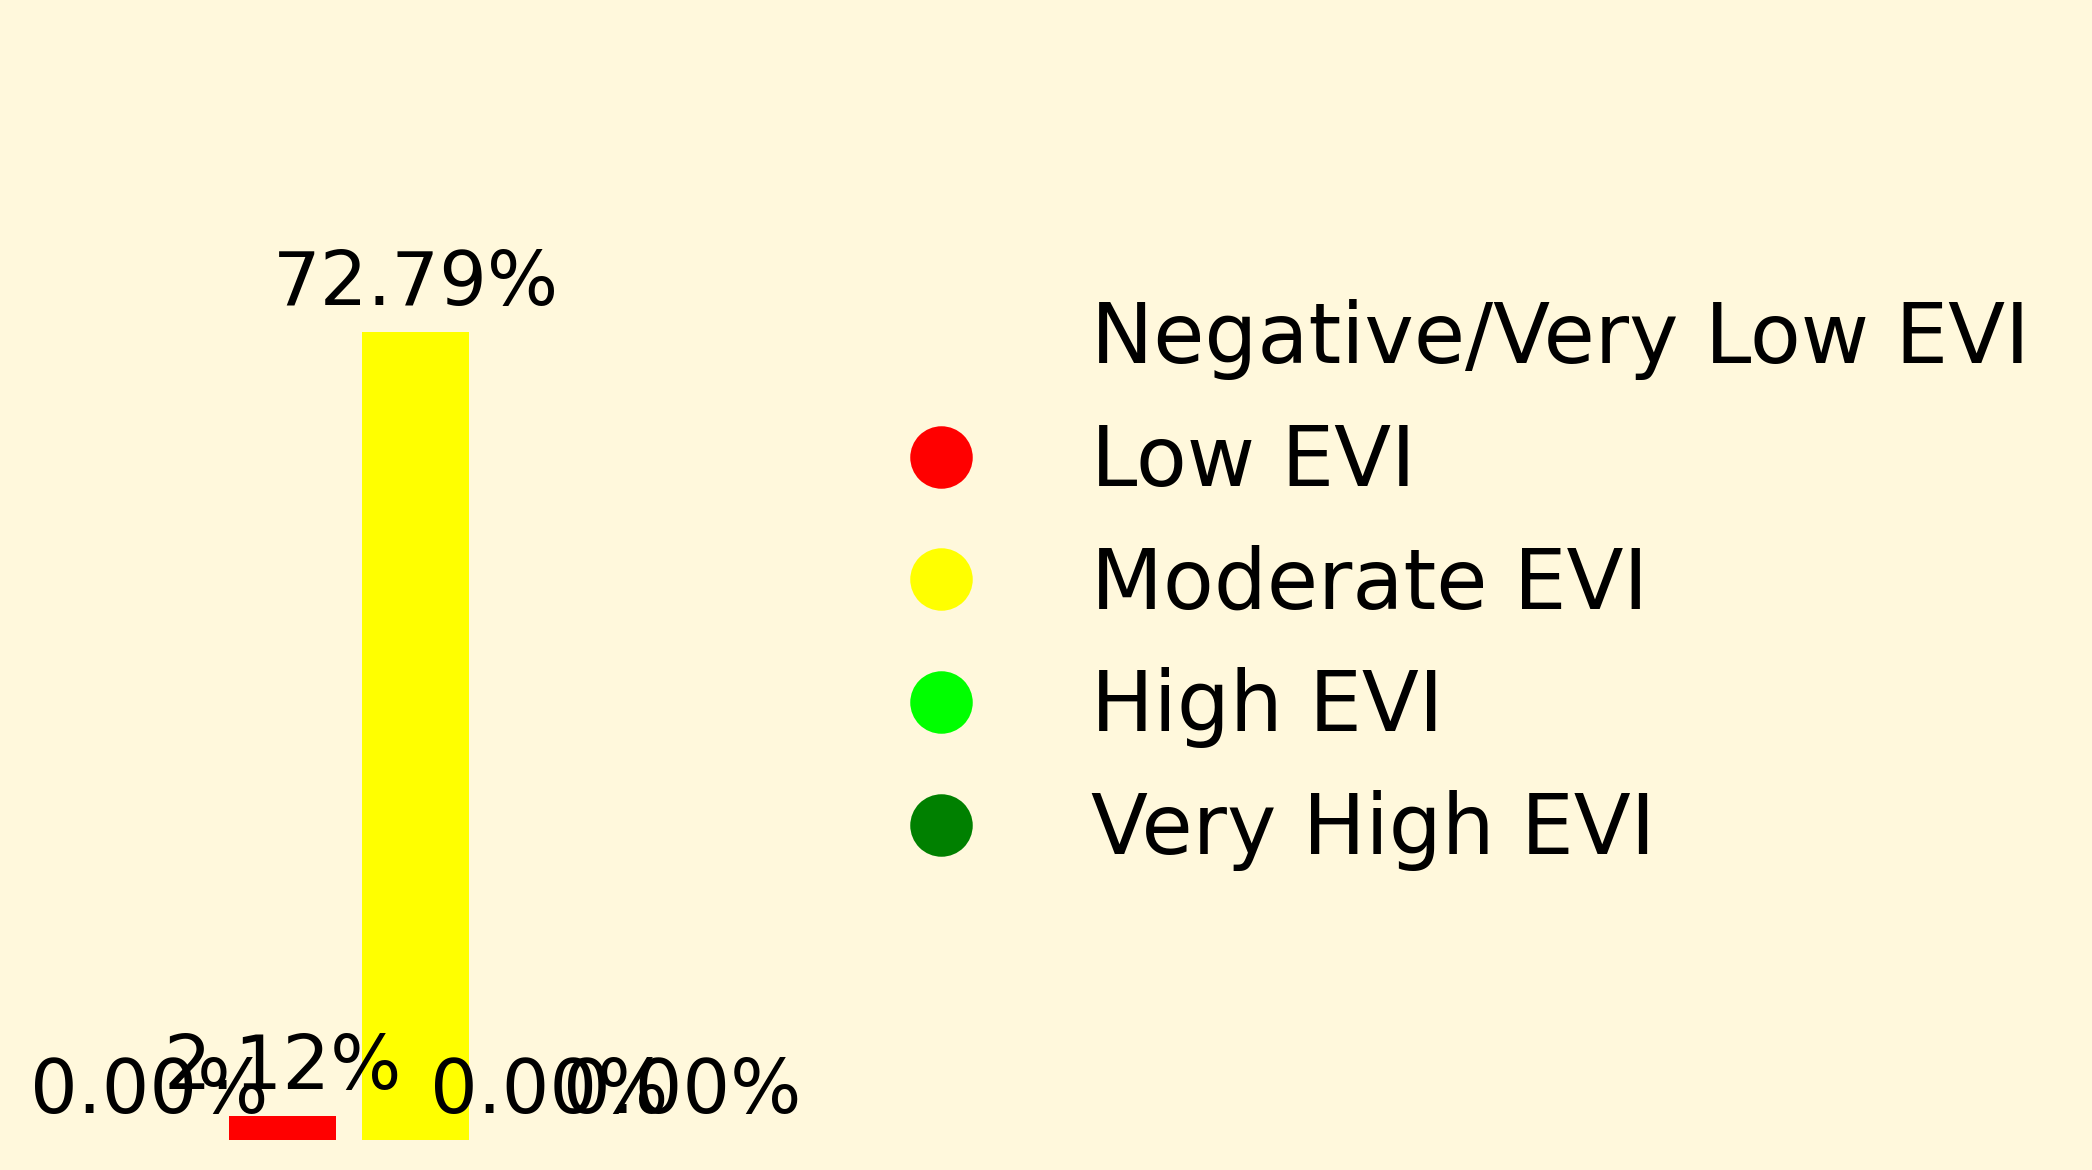 72.79%
2.12%
0.00%
0.00%
0.00%
Negative/Very Low EVI
Low EVI
Moderate EVI
High EVI
Very High EVI